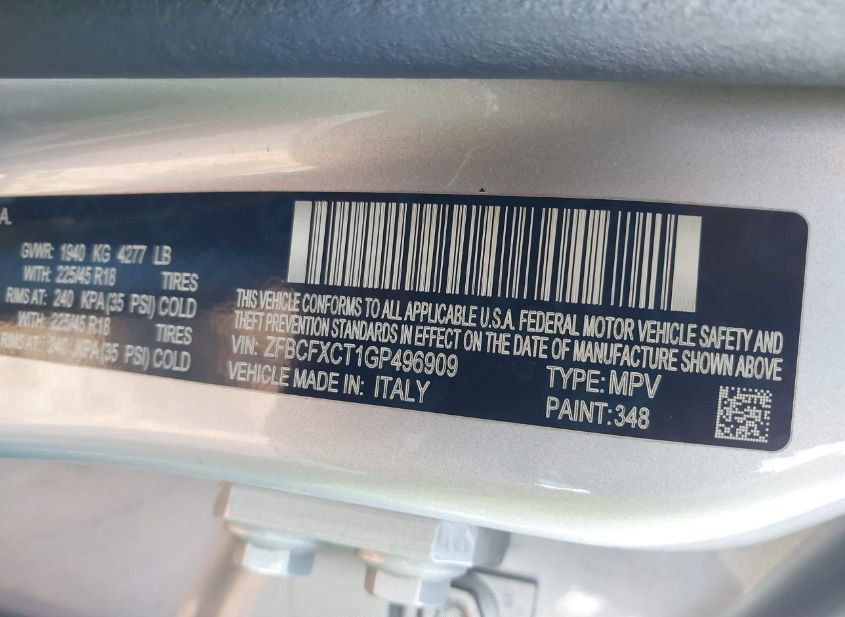 A.
GVWR: 1940 KG 4277 LB
WITH: 225/45 R18 TIRES
RIMS AT: 240 KPA(35 PSI) COLD
WITH: 225/45 R18 TIRES
RIMS AT: 240 KPA(35 PSI) COLD
THIS VEHICLE CONFORMS TO ALL APPLICABLE U.S.A. FEDERAL MOTOR VEHICLE SAFETY AND
THEFT PREVENTION STANDARDS IN EFFECT ON THE DATE OF MANUFACTURE SHOWN ABOVE
VIN: ZFBCFXCT1GP496909
TYPE: MPV
VEHICLE MADE IN: ITALY
PAINT:348